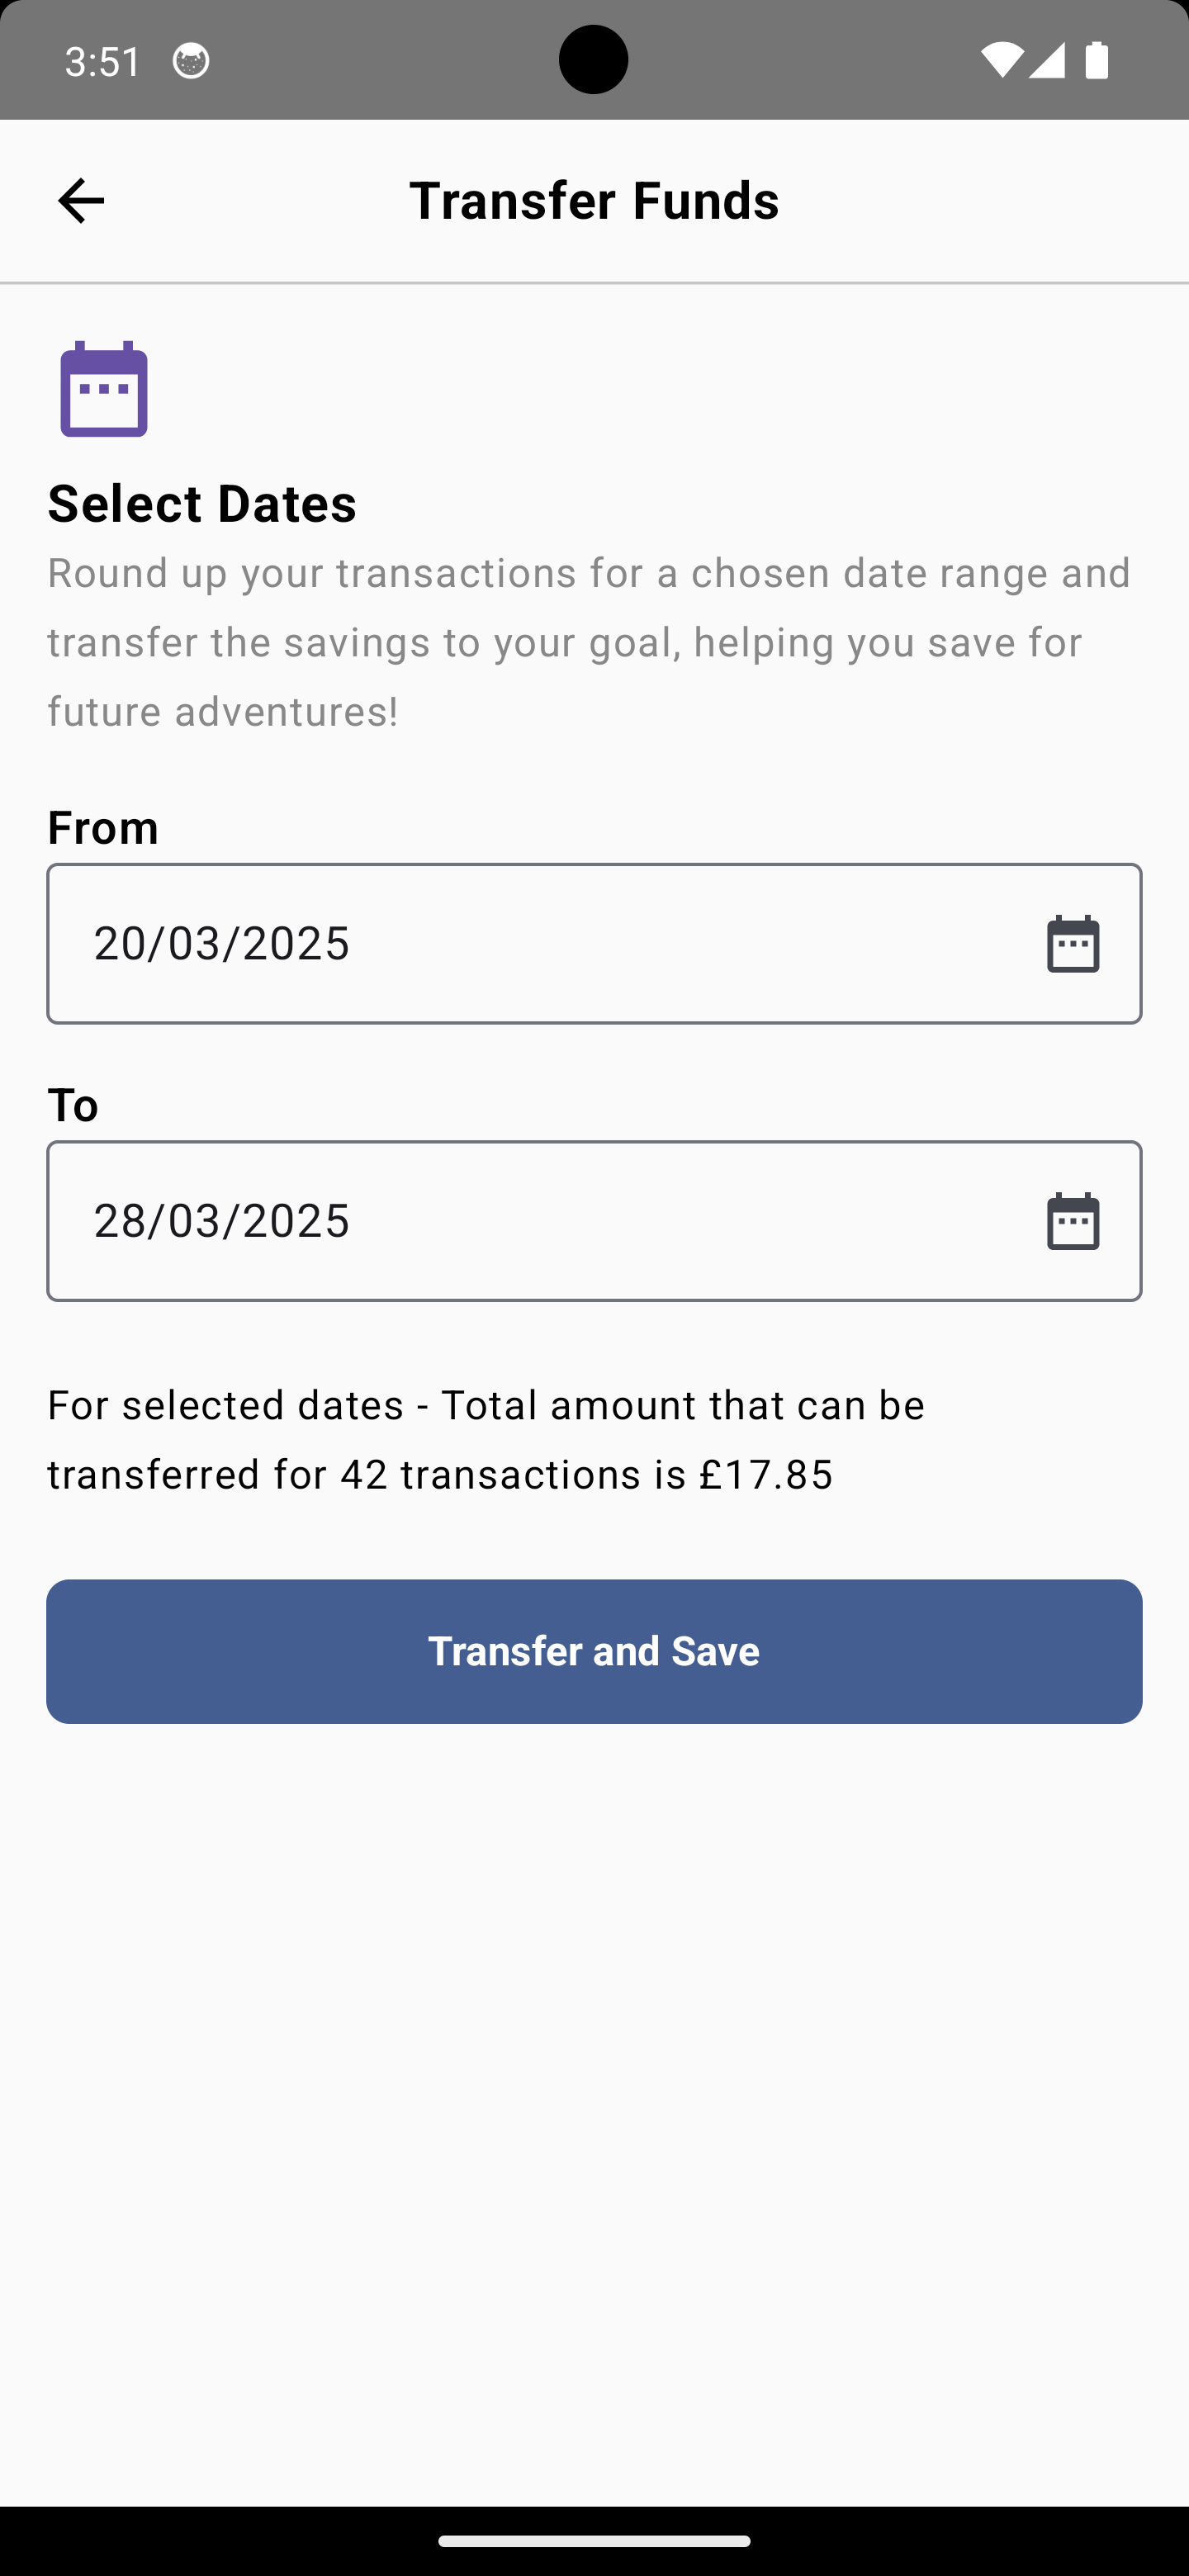 3:51
Transfer Funds
Select Dates
Round up your transactions for a chosen date range and
transfer the savings to your goal, helping you save for
future adventures!
From
20/03/2025
To
28/03/2025
For selected dates - Total amount that can be
transferred for 42 transactions is £17.85
Transfer and Save